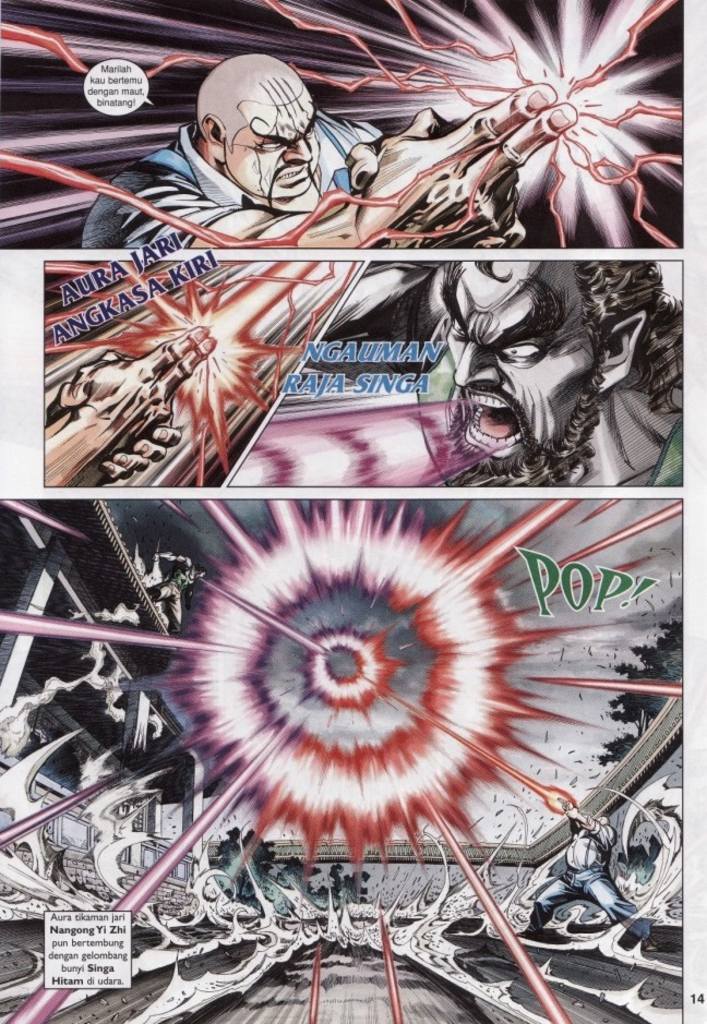 Marilah
kau bertemu
dengan maut,
binatang!
AURA JARI
ANGKASA KIRI
NGAUMAN
RAJA SINGA
POP!
Aura tikaman jari
Nangong Yi Zhi
pun bertembung
dengan gelombang
bunyi Singa
Hitam di udara.
14